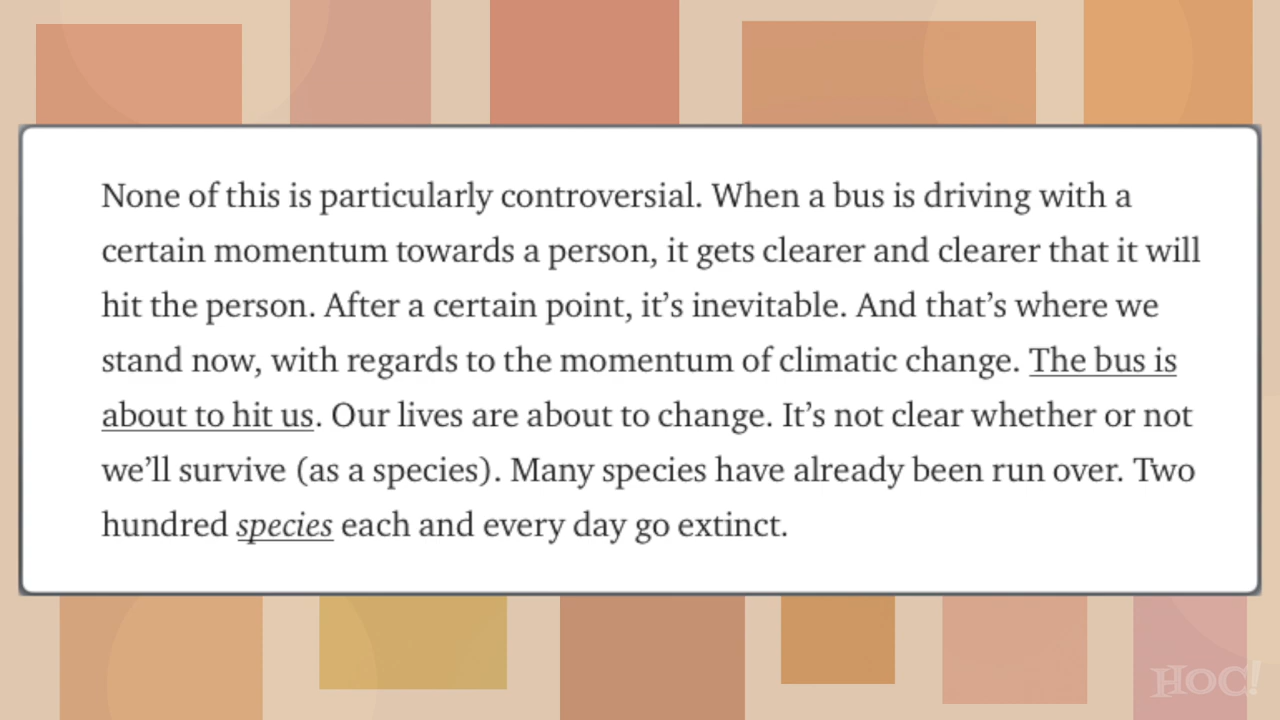 None of this is particularly controversial. When a bus is driving with a
certain momentum towards a person, it gets clearer and clearer that it will
hit the person. After a certain point, it’s inevitable. And that’s where we
stand now, with regards to the momentum of climatic change. The bus is
about to hit us. Our lives are about to change. It’s not clear whether or not
we’ll survive (as a species). Many species have already been run over. Two
hundred species each and every day go extinct.
HOC!